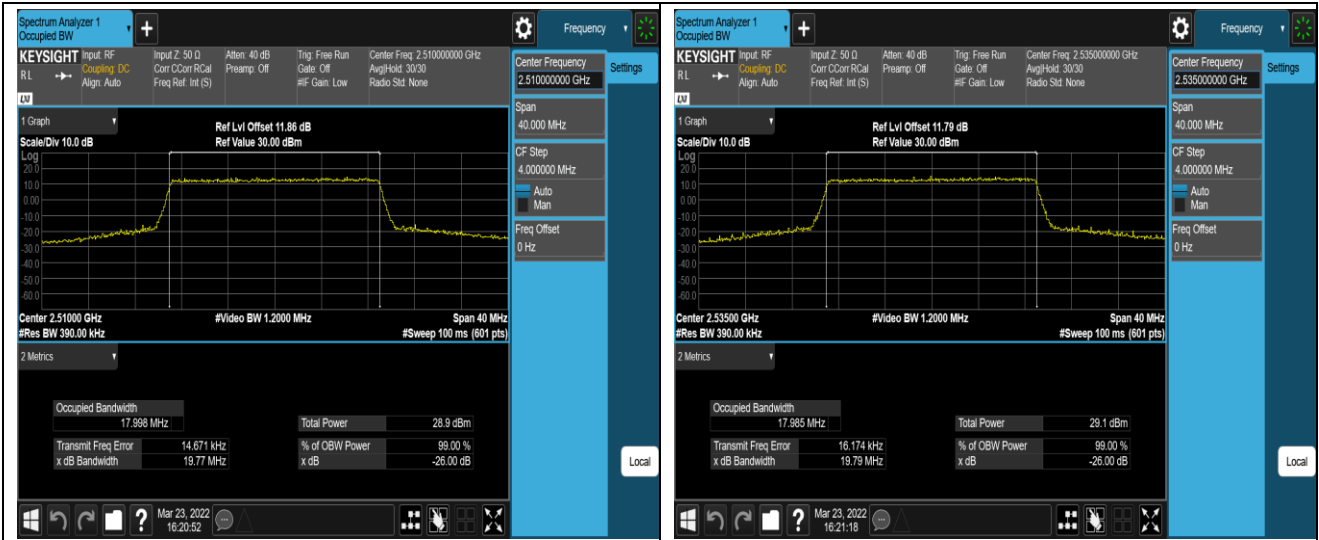 Spectrum Analyzer 1
Occupied BW
Frequency
KEYSIGHT
RL
LXI
Input: RF
Coupling: DC
Align: Auto
Input Z: 50 Ω
Corr CCorr RCal
Freq Ref: Int (S)
Atten: 40 dB
Preamp: Off
Trig: Free Run
Gate: Off
#IF Gain: Low
Center Freq: 2.510000000 GHz
Avg|Hold: 30/30
Radio Std: None
Center Frequency
2.510000000 GHz
Settings
Span
40.000 MHz
CF Step
4.000000 MHz
Auto
Man
Freq Offset
0 Hz
Local
1 Graph
Scale/Div 10.0 dB
Ref Lvl Offset 11.86 dB
Ref Value 30.00 dBm
Log
20.0
10.0
0.00
-10.0
-20.0
-30.0
-40.0
-50.0
-60.0
Center 2.51000 GHz
#Res BW 390.00 kHz
#Video BW 1.2000 MHz
Span 40 MHz
#Sweep 100 ms (601 pts)
2 Metrics
Occupied Bandwidth
17.998 MHz
Total Power 28.9 dBm
Transmit Freq Error 14.671 kHz
% of OBW Power 99.00 %
x dB Bandwidth 19.77 MHz
x dB -26.00 dB
?
Mar 23, 2022
16:20:52
Spectrum Analyzer 1
Occupied BW
Frequency
KEYSIGHT
RL
LXI
Input: RF
Coupling: DC
Align: Auto
Input Z: 50 Ω
Corr CCorr RCal
Freq Ref: Int (S)
Atten: 40 dB
Preamp: Off
Trig: Free Run
Gate: Off
#IF Gain: Low
Center Freq: 2.535000000 GHz
Avg|Hold: 30/30
Radio Std: None
Center Frequency
2.535000000 GHz
Settings
Span
40.000 MHz
CF Step
4.000000 MHz
Auto
Man
Freq Offset
0 Hz
Local
1 Graph
Scale/Div 10.0 dB
Ref Lvl Offset 11.79 dB
Ref Value 30.00 dBm
Log
20.0
10.0
0.00
-10.0
-20.0
-30.0
-40.0
-50.0
-60.0
Center 2.53500 GHz
#Res BW 390.00 kHz
#Video BW 1.2000 MHz
Span 40 MHz
#Sweep 100 ms (601 pts)
2 Metrics
Occupied Bandwidth
17.985 MHz
Total Power 29.1 dBm
Transmit Freq Error 16.174 kHz
% of OBW Power 99.00 %
x dB Bandwidth 19.79 MHz
x dB -26.00 dB
?
Mar 23, 2022
16:21:18